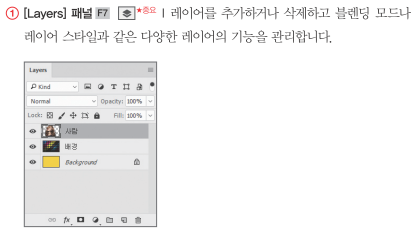 ① [Layers] 패널 F7 *중요 | 레이어를 추가하거나 삭제하고 블렌딩 모드나
레이어 스타일과 같은 다양한 레이어의 기능을 관리합니다.
Layers
Kind
Normal Opacity: 100%
Lock: Fill: 100%
사람
배경
Background
fx